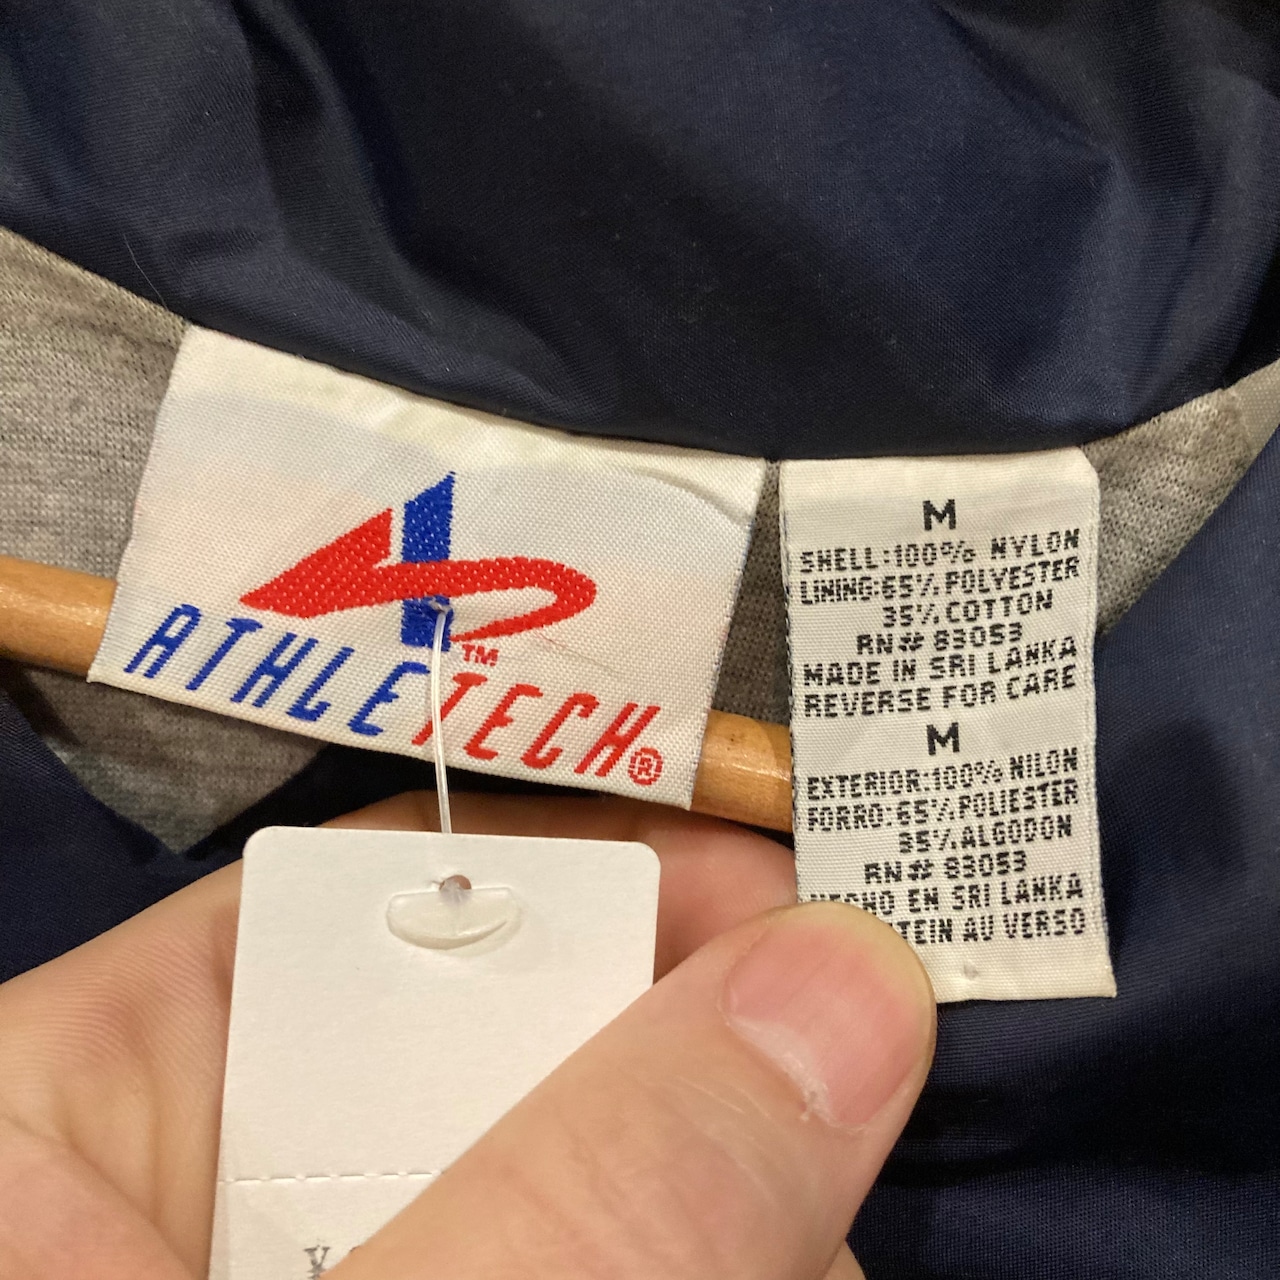 ATHLETECH®
TM
M
SHELL:100% NYLON
LINING:65% POLYESTER
35% COTTON
RN# 83053
MADE IN SRI LANKA
REVERSE FOR CARE
M
EXTERIOR:100% NILON
FORRO:65% POLIESTER
35% ALGODON
RN# 83053
HECHO EN SRI LANKA
TEIN AU VERSO